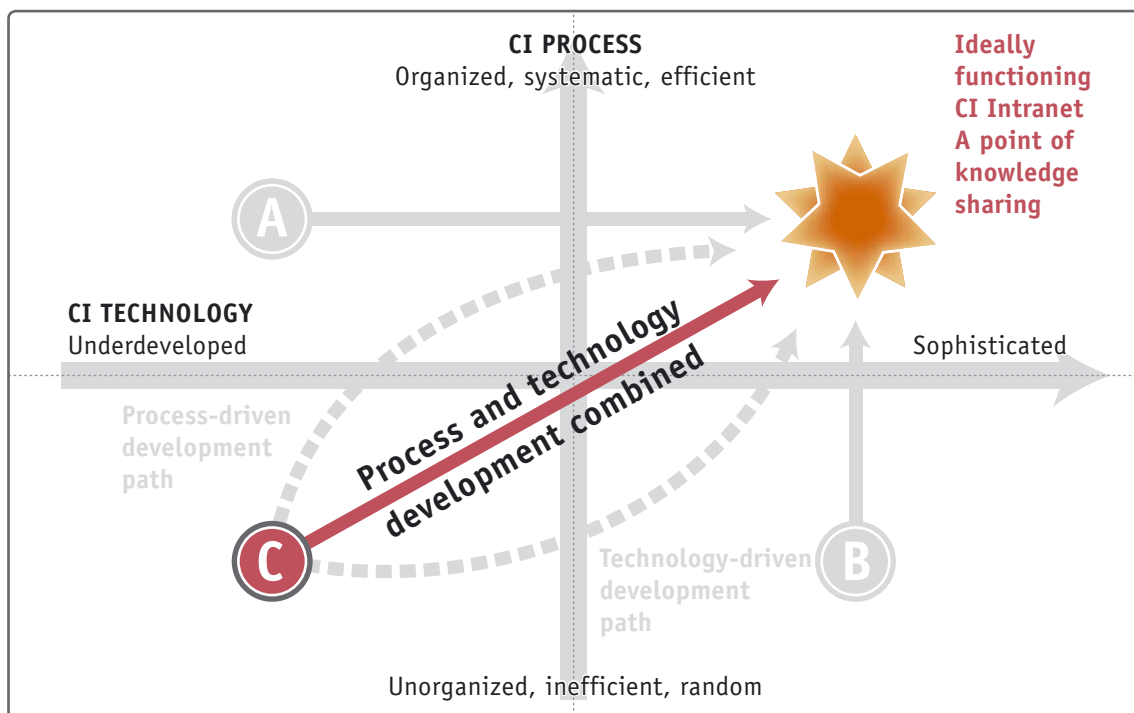 CI PROCESS
Organized, systematic, efficient
Ideally
functioning
CI Intranet
A point of
knowledge
sharing
A
CI TECHNOLOGY
Underdeveloped
Sophisticated
Process and technology
development combined
Process-driven
development
path
C
Technology-driven
development
path
B
Unorganized, inefficient, random